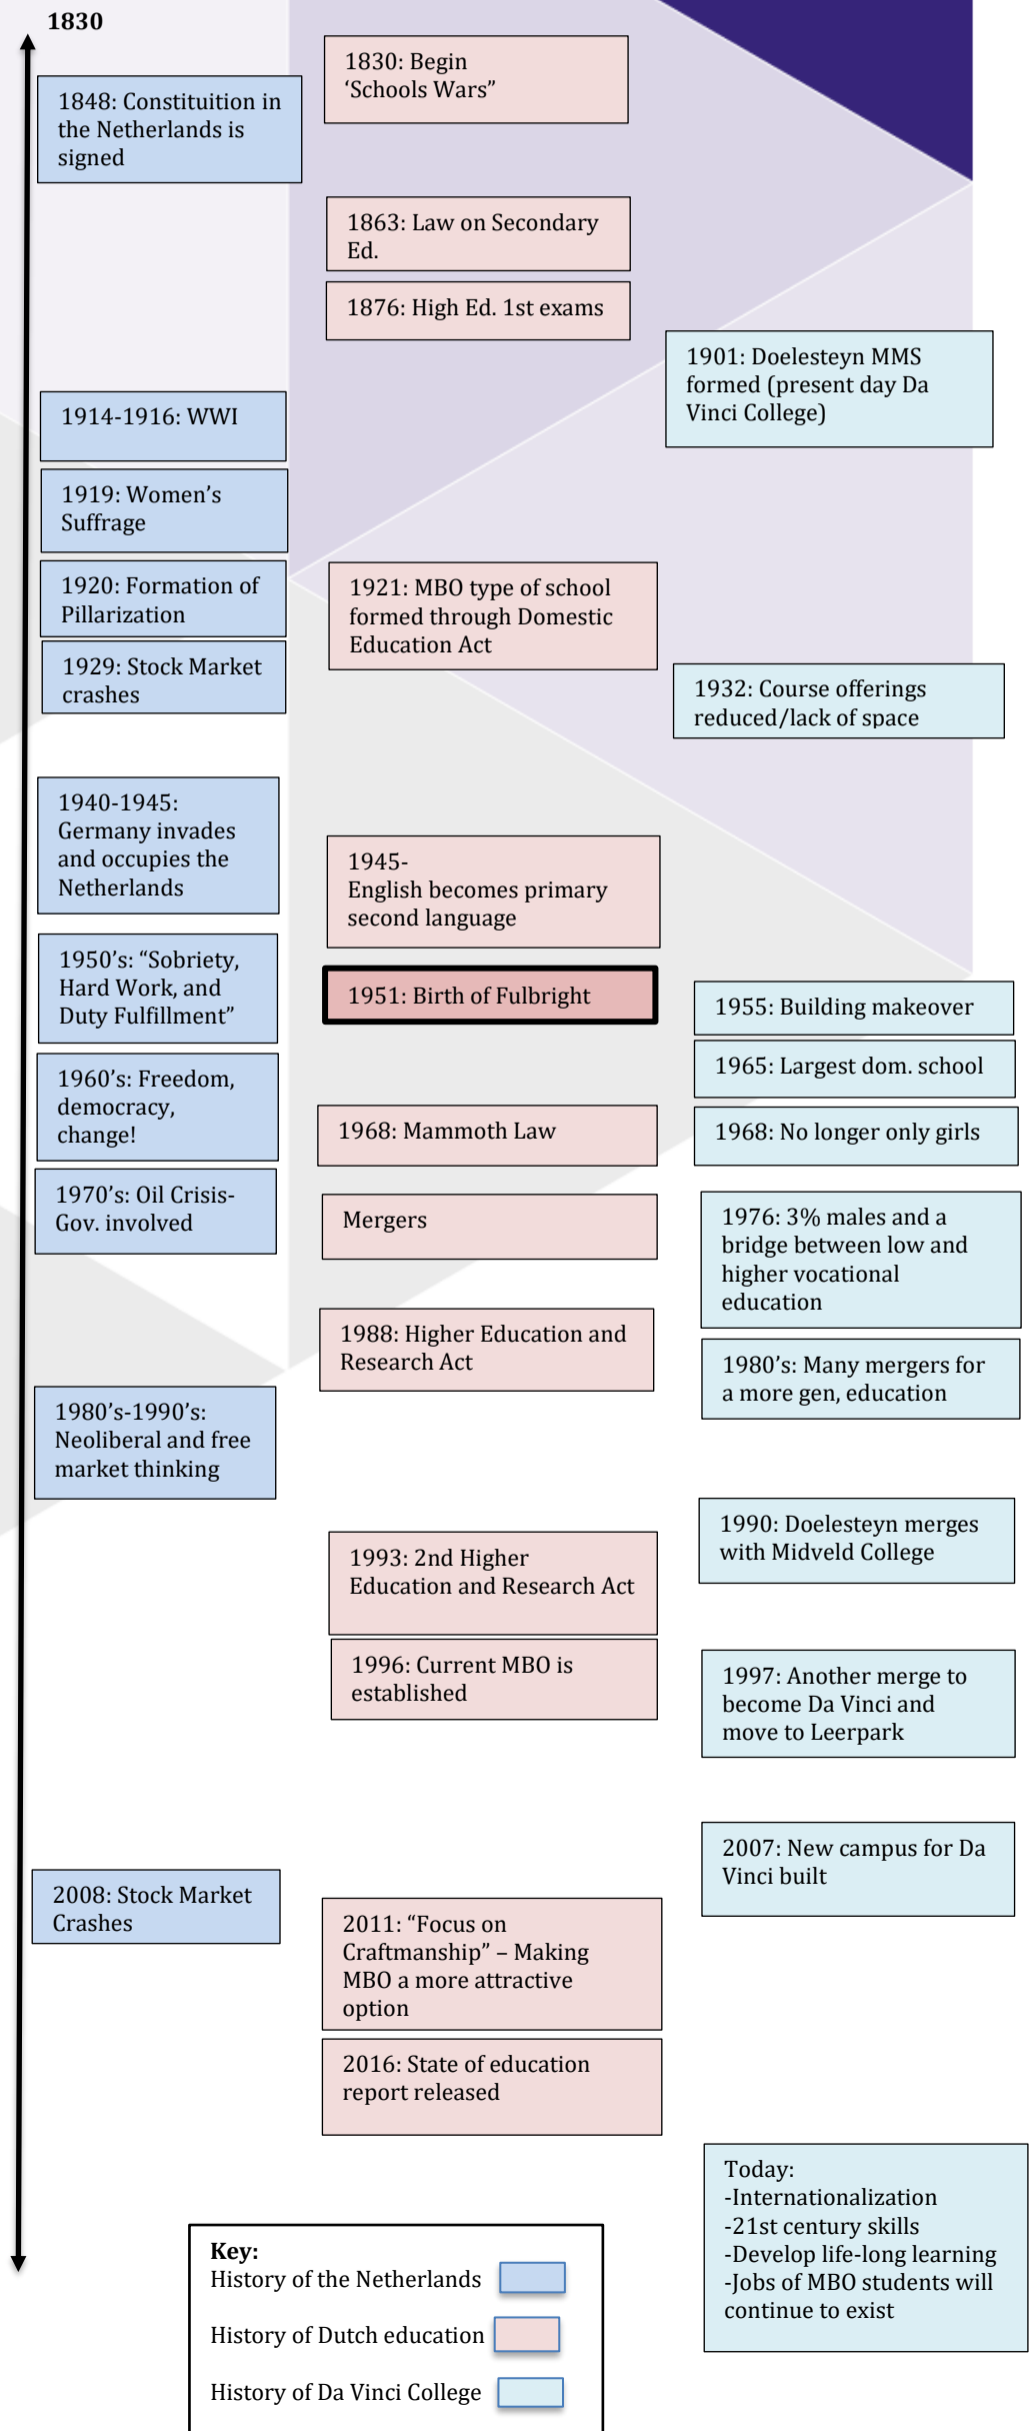 1830
1830: Begin
‘Schools Wars”
1848: Constituition in
the Netherlands is
signed
1863: Law on Secondary
Ed.
1876: High Ed. 1st exams
1901: Doelesteyn MMS
formed (present day Da
Vinci College)
1914-1916: WWI
1919: Women’s
Suffrage
1920: Formation of
Pillarization
1921: MBO type of school
formed through Domestic
Education Act
1929: Stock Market
crashes
1932: Course offerings
reduced/lack of space
1940-1945:
Germany invades
and occupies the
Netherlands
1945-
English becomes primary
second language
1950’s: “Sobriety,
Hard Work, and
Duty Fulfillment”
1951: Birth of Fulbright
1955: Building makeover
1960’s: Freedom,
democracy,
change!
1965: Largest dom. school
1968: Mammoth Law
1968: No longer only girls
1970’s: Oil Crisis-
Gov. involved
Mergers
1976: 3% males and a
bridge between low and
higher vocational
education
1988: Higher Education and
Research Act
1980’s: Many mergers for
a more gen, education
1980’s-1990’s:
Neoliberal and free
market thinking
1990: Doelesteyn merges
with Midveld College
1993: 2nd Higher
Education and Research Act
1996: Current MBO is
established
1997: Another merge to
become Da Vinci and
move to Leerpark
2007: New campus for Da
Vinci built
2008: Stock Market
Crashes
2011: “Focus on
Craftmanship” – Making
MBO a more attractive
option
2016: State of education
report released
Today:
-Internationalization
-21st century skills
-Develop life-long learning
-Jobs of MBO students will
continue to exist
Key:
History of the Netherlands
History of Dutch education
History of Da Vinci College